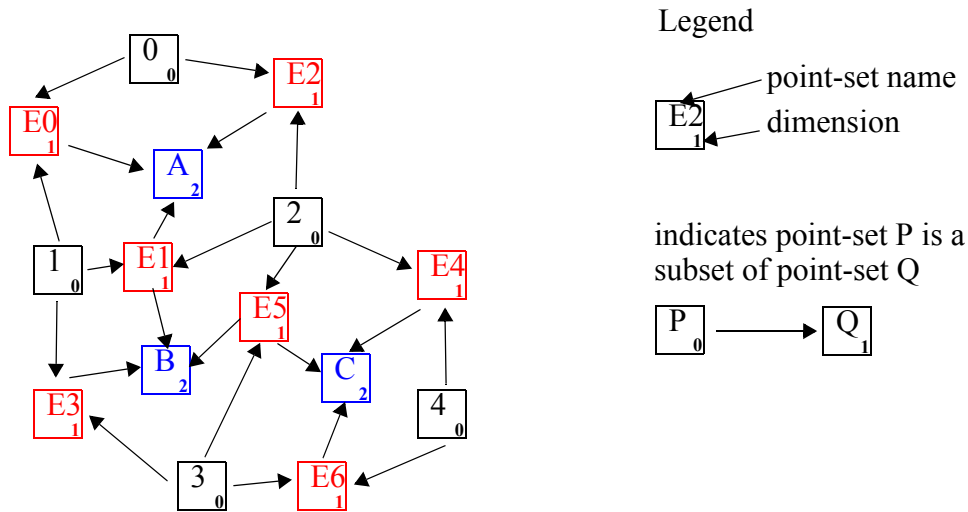 0
0
E2
1
E0
1
A
2
2
0
1
0
E1
1
E4
1
E5
1
B
2
C
2
E3
1
4
0
3
0
E6
1
Legend
point-set name
E2
1
dimension
indicates point-set P is a
subset of point-set Q
P
0
Q
1